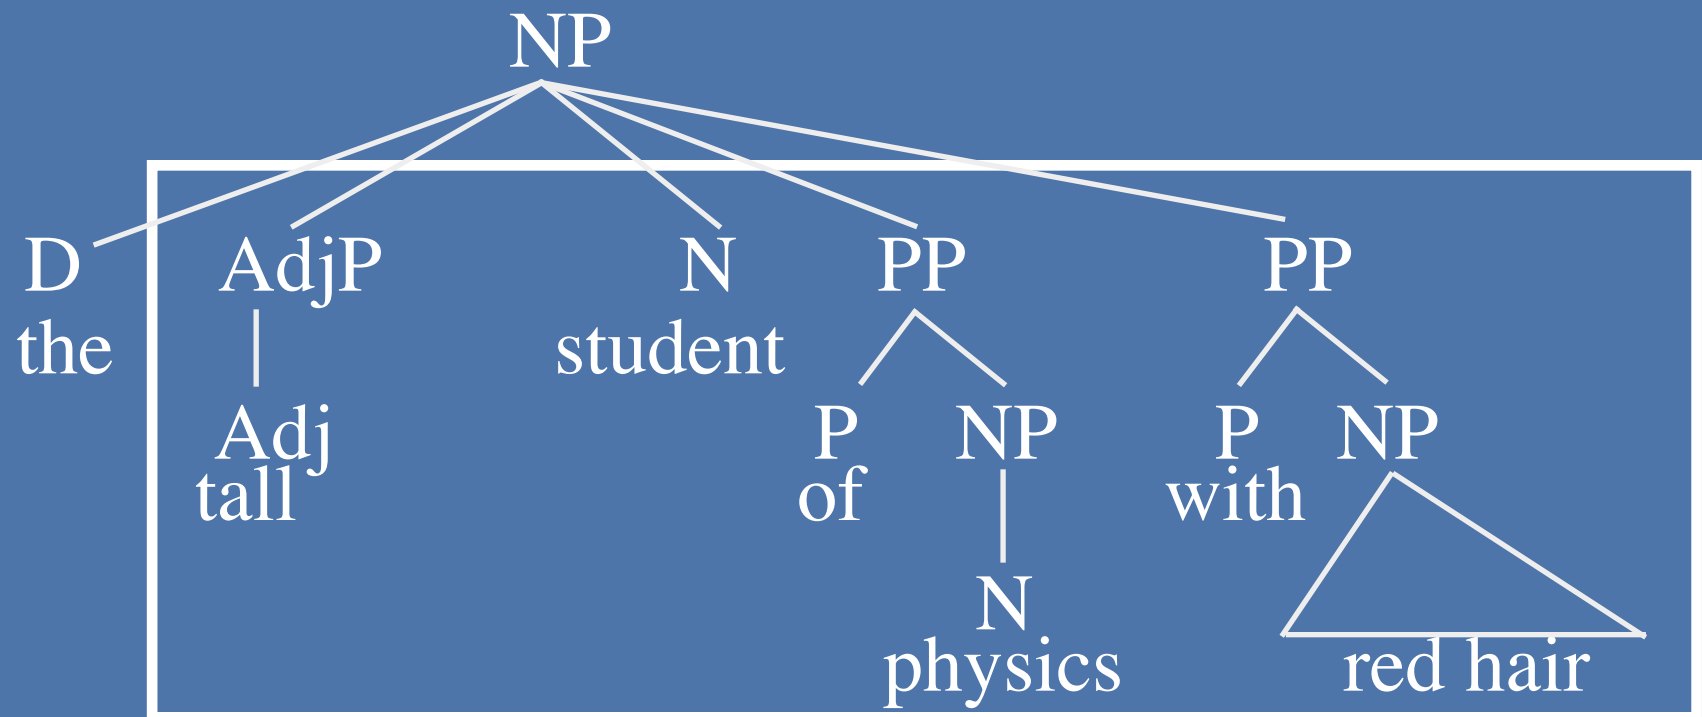 NP
D AdjP N PP PP
the student
Adj P NP P NP
tall of with
N
physics red hair